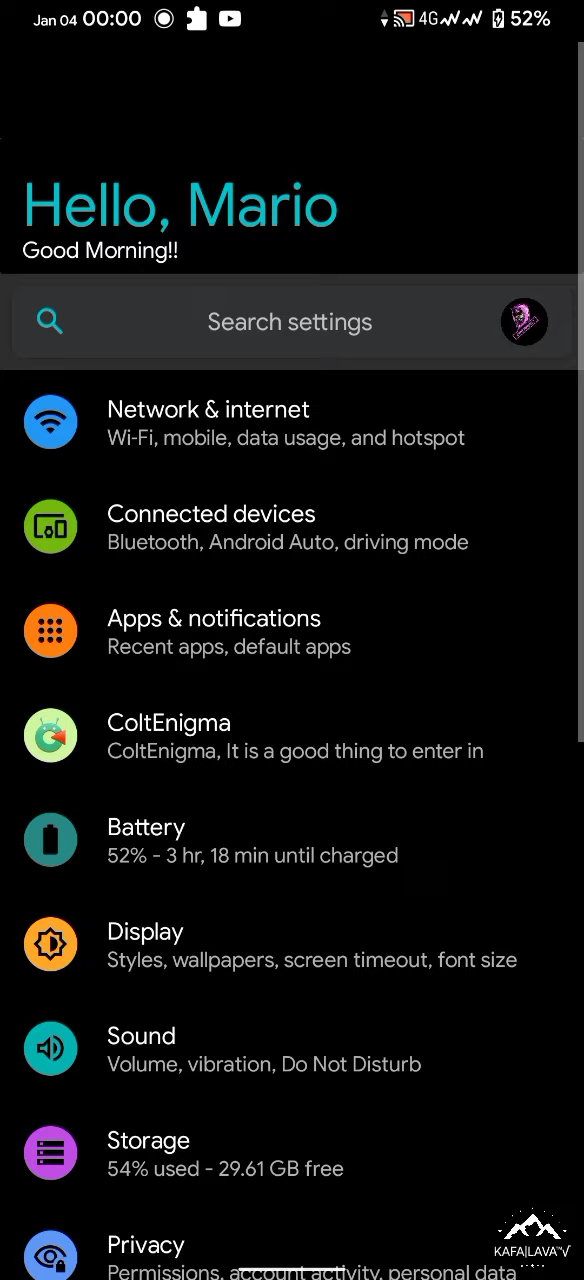 Jan 04 00:00 4G 52%
Hello, Mario
Good Morning!!
Search settings
Network & internet
Wi-Fi, mobile, data usage, and hotspot
Connected devices
Bluetooth, Android Auto, driving mode
Apps & notifications
Recent apps, default apps
ColtEnigma
ColtEnigma, It is a good thing to enter in
Battery
52% - 3 hr, 18 min until charged
Display
Styles, wallpapers, screen timeout, font size
Sound
Volume, vibration, Do Not Disturb
Storage
54% used - 29.61 GB free
KAFA|LAVA™V
Privacy
Permissions, account activity, personal data